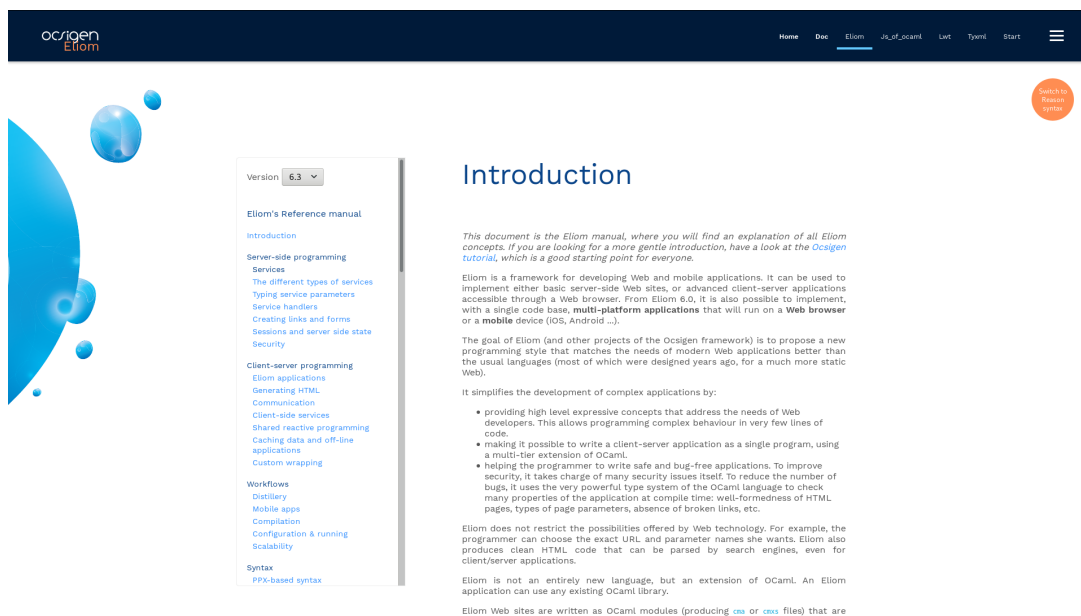 ocsigen
Eliom
Home Doc Eliom Js_of_ocaml Lwt Tyxml Start
Switch to
Reason
syntax
Version 6.3
Eliom's Reference manual
Introduction
Server-side programming
Services
The different types of services
Typing service parameters
Service handlers
Creating links and forms
Sessions and server side state
Security
Client-server programming
Eliom applications
Generating HTML
Communication
Client-side services
Shared reactive programming
Caching data and off-line
applications
Custom wrapping
Workflows
Distillery
Mobile apps
Compilation
Configuration & running
Scalability
Syntax
PPX-based syntax
Introduction
This document is the Eliom manual, where you will find an explanation of all Eliom
concepts. If you are looking for a more gentle introduction, have a look at the Ocsigen
tutorial, which is a good starting point for everyone.
Eliom is a framework for developing Web and mobile applications. It can be used to
implement either basic server-side Web sites, or advanced client-server applications
accessible through a Web browser. From Eliom 6.0, it is also possible to implement,
with a single code base, multi-platform applications that will run on a Web browser
or a mobile device (iOS, Android ...).
The goal of Eliom (and other projects of the Ocsigen framework) is to propose a new
programming style that matches the needs of modern Web applications better than
the usual languages (most of which were designed years ago, for a much more static
Web).
It simplifies the development of complex applications by:
• providing high level expressive concepts that address the needs of Web
developers. This allows programming complex behaviour in very few lines of
code.
• making it possible to write a client-server application as a single program, using
a multi-tier extension of OCaml.
• helping the programmer to write safe and bug-free applications. To improve
security, it takes charge of many security issues itself. To reduce the number of
bugs, it uses the very powerful type system of the OCaml language to check
many properties of the application at compile time: well-formedness of HTML
pages, types of page parameters, absence of broken links, etc.
Eliom does not restrict the possibilities offered by Web technology. For example, the
programmer can choose the exact URL and parameter names she wants. Eliom also
produces clean HTML code that can be parsed by search engines, even for
client/server applications.
Eliom is not an entirely new language, but an extension of OCaml. An Eliom
application can use any existing OCaml library.
Eliom Web sites are written as OCaml modules (producing cma or cmxs files) that are